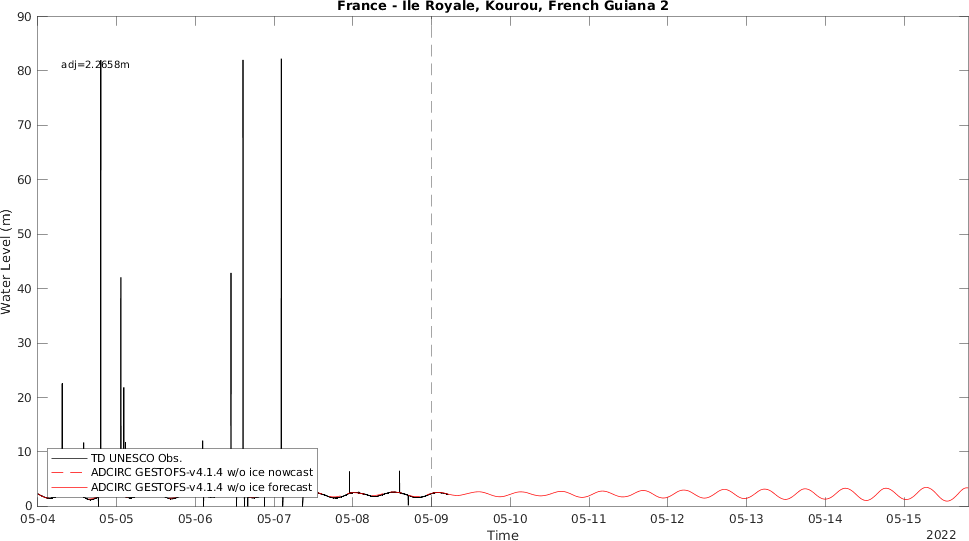 France - Ile Royale, Kourou, French Guiana 2
90
80
70
60
50
40
30
20
10
0
Water Level (m)
adj=2.2658m
TD UNESCO Obs.
ADCIRC GESTOFS-v4.1.4 w/o ice nowcast
ADCIRC GESTOFS-v4.1.4 w/o ice forecast
05-04 05-05 05-06 05-07 05-08 05-09 05-10 05-11 05-12 05-13 05-14 05-15
Time
2022